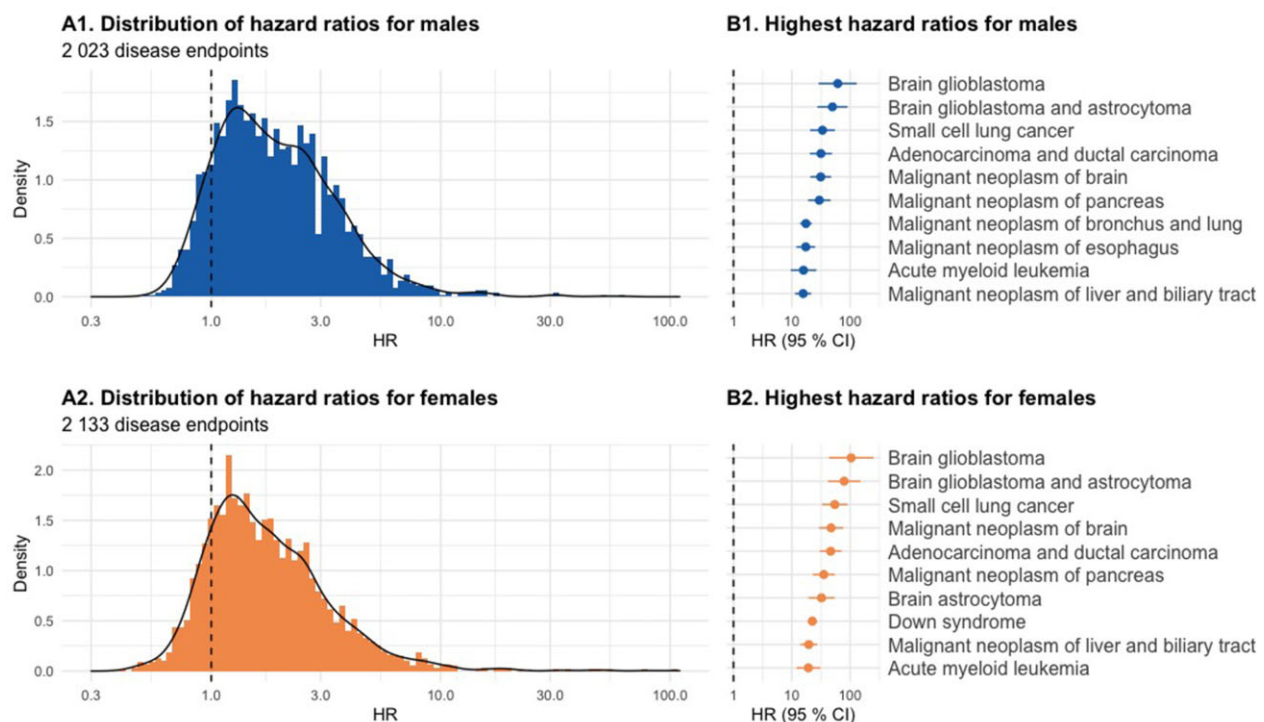 A1. Distribution of hazard ratios for males
2 023 disease endpoints
Density
1.5
1.0
0.5
0.0
0.3 1.0 3.0 10.0 30.0 100.0
HR
B1. Highest hazard ratios for males
Brain glioblastoma
Brain glioblastoma and astrocytoma
Small cell lung cancer
Adenocarcinoma and ductal carcinoma
Malignant neoplasm of brain
Malignant neoplasm of pancreas
Malignant neoplasm of bronchus and lung
Malignant neoplasm of esophagus
Acute myeloid leukemia
Malignant neoplasm of liver and biliary tract
1 10 100
HR (95 % CI)
A2. Distribution of hazard ratios for females
2 133 disease endpoints
Density
2.0
1.5
1.0
0.5
0.0
0.3 1.0 3.0 10.0 30.0 100.0
HR
B2. Highest hazard ratios for females
Brain glioblastoma
Brain glioblastoma and astrocytoma
Small cell lung cancer
Malignant neoplasm of brain
Adenocarcinoma and ductal carcinoma
Malignant neoplasm of pancreas
Brain astrocytoma
Down syndrome
Malignant neoplasm of liver and biliary tract
Acute myeloid leukemia
1 10 100
HR (95 % CI)